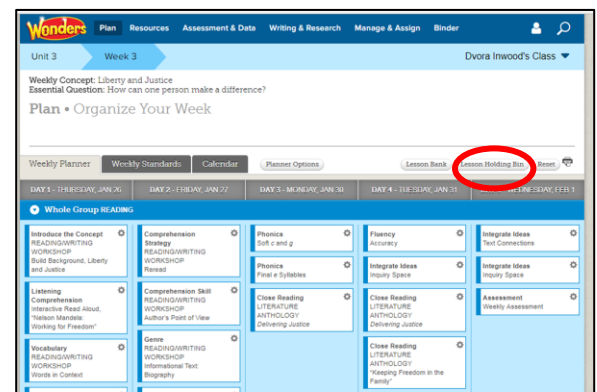 Wonders Plan Resources Assessment & Data Writing & Research Manage & Assign Binder
Unit 3 Week 3 Dvora Inwood's Class
Weekly Concept: Liberty and Justice
Essential Question: How can one person make a difference?
Plan • Organize Your Week
Weekly Planner Weekly Standards Calendar Planner Options Lesson Bank Lesson Holding Bin Reset
DAY 1 - THURSDAY, JAN 26 DAY 2 - FRIDAY, JAN 27 DAY 3 - MONDAY, JAN 30 DAY 4 - TUESDAY, JAN 31 WEDNESDAY, FEB 1
Whole Group READING
Introduce the Concept
READING/WRITING
WORKSHOP
Build Background, Liberty
and Justice
Listening
Comprehension
Interactive Read Aloud,
"Nelson Mandela:
Working for Freedom"
Vocabulary
READING/WRITING
WORKSHOP
Words in Context
Comprehension
Strategy
READING/WRITING
WORKSHOP
Reread
Comprehension Skill
READING/WRITING
WORKSHOP
Author's Point of View
Genre
READING/WRITING
WORKSHOP
Informational Text:
Biography
Phonics
Soft c and g
Phonics
Final e Syllables
Close Reading
LITERATURE
ANTHOLOGY
Delivering Justice
Fluency
Accuracy
Integrate Ideas
Inquiry Space
Close Reading
LITERATURE
ANTHOLOGY
Delivering Justice
Close Reading
LITERATURE
ANTHOLOGY
"Keeping Freedom in the
Family"
Integrate Ideas
Text Connections
Integrate Ideas
Inquiry Space
Assessment
Weekly Assessment